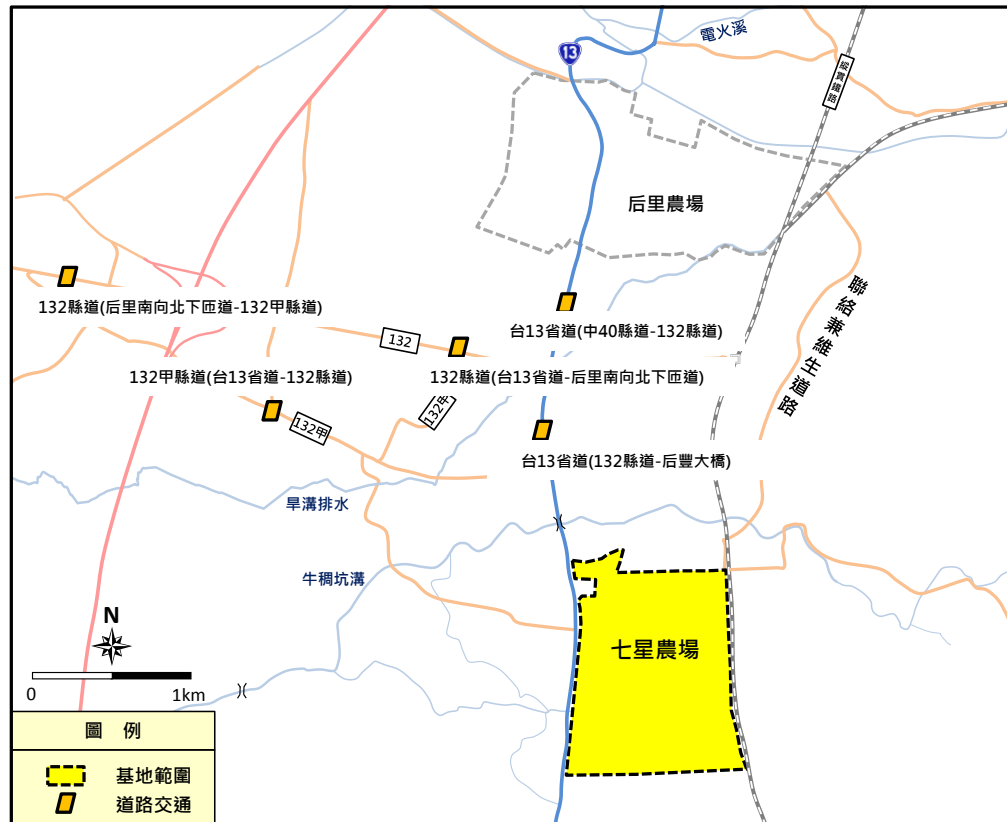 13
電火溪
縱貫鐵路
后里農場
132縣道(后里南向北下匝道-132甲縣道)
台13省道(中40縣道-132縣道)
聯絡兼維生道路
132
132甲縣道(台13省道-132縣道)
132縣道(台13省道-后里南向北下匝道)
132甲
132甲
台13省道(132縣道-后豐大橋)
旱溝排水
牛稠坑溝
N
七星農場
0
1km
圖 例
基地範圍
道路交通